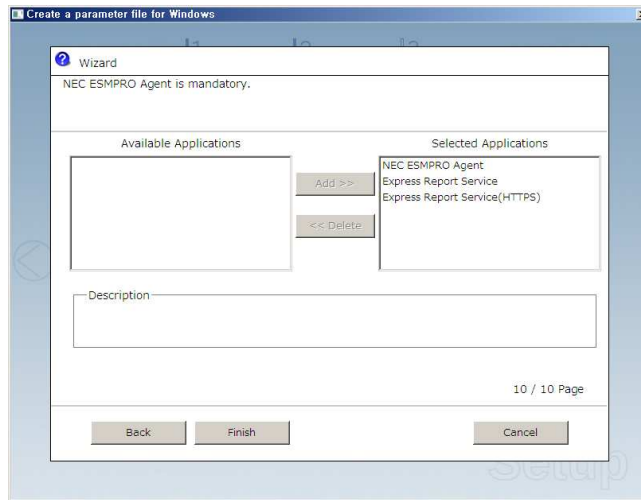 Create a parameter file for Windows
Wizard
NEC ESMPRO Agent is mandatory.
Available Applications
Selected Applications
Add >>
<< Delete
NEC ESMPRO Agent
Express Report Service
Express Report Service(HTTPS)
Description
10 / 10 Page
Back
Finish
Cancel
Setup